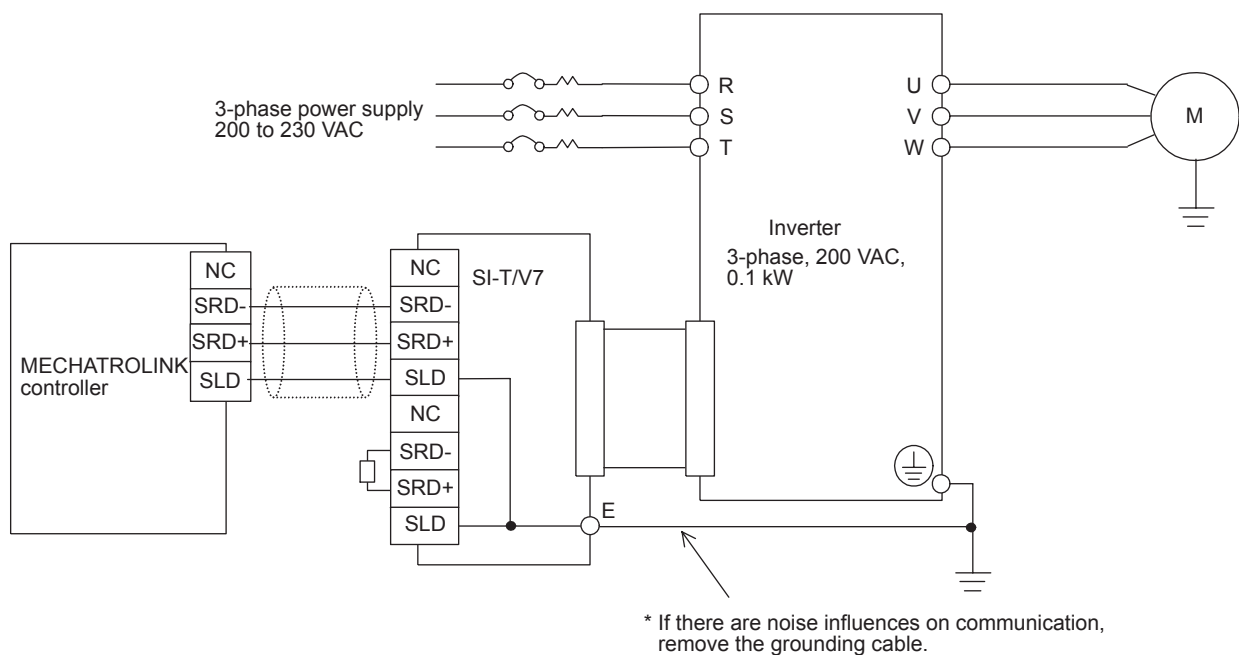 3-phase power supply
200 to 230 VAC
R
S
T
U
V
W
M
Inverter
3-phase, 200 VAC,
0.1 kW
MECHATROLINK
controller
NC
SRD-
SRD+
SLD
SI-T/V7
NC
SRD-
SRD+
SLD
NC
SRD-
SRD+
SLD
E
* If there are noise influences on communication,
remove the grounding cable.